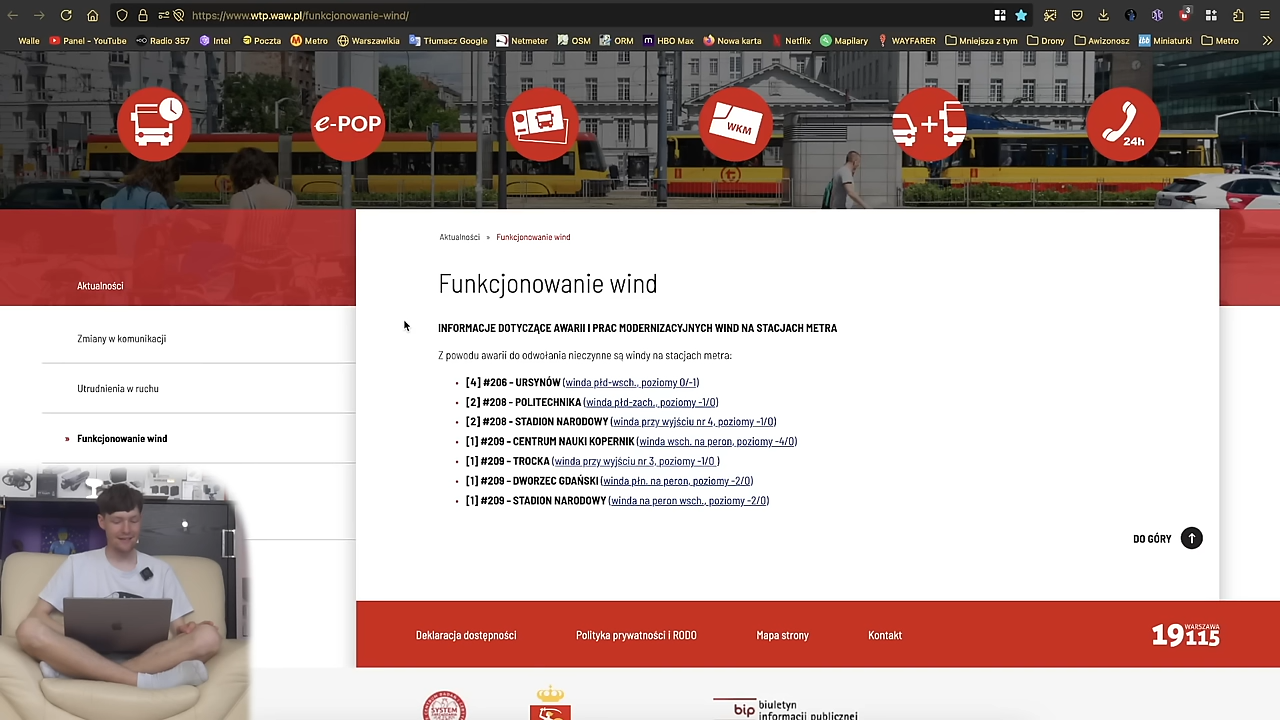 https://www.wtp.waw.pl/funkcjonowanie-wind/
3
Walle Panel - YouTube Radio 357 Intel Poczta Metro Warszawikia Tłumacz Google Netmeter OSM ORM HBO Max Nowa karta Netflix Mapilary WAYFARER Mniejsza z tym Drony Awizonosz Miniaturki Metro
e-POP
WKM
24h
Aktualności » Funkcjonowanie wind
Funkcjonowanie wind
Aktualności
INFORMACJE DOTYCZĄCE AWARII I PRAC MODERNIZACYJNYCH WIND NA STACJACH METRA
Zmiany w komunikacji
Z powodu awarii do odwołania nieczynne są windy na stacjach metra:
• [4] #206 - URSYNÓW (winda płd-wsch., poziomy 0/-1)
Utrudnienia w ruchu
• [2] #208 - POLITECHNIKA (winda płd-zach., poziomy -1/0)
• [2] #208 - STADION NARODOWY (winda przy wyjściu nr 4, poziomy -1/0)
» Funkcjonowanie wind
• [1] #209 - CENTRUM NAUKI KOPERNIK (winda wsch. na peron, poziomy -4/0)
• [1] #209 - TROCKA (winda przy wyjściu nr 3, poziomy -1/0 )
• [1] #209 - DWORZEC GDAŃSKI (winda płn. na peron, poziomy -2/0)
• [1] #209 - STADION NARODOWY (winda na peron wsch., poziomy -2/0)
DO GÓRY
Deklaracja dostępności Polityka prywatności i RODO Mapa strony Kontakt
WARSZAWA
19115
SYSTEM
bip biuletyn
informacji publicznej